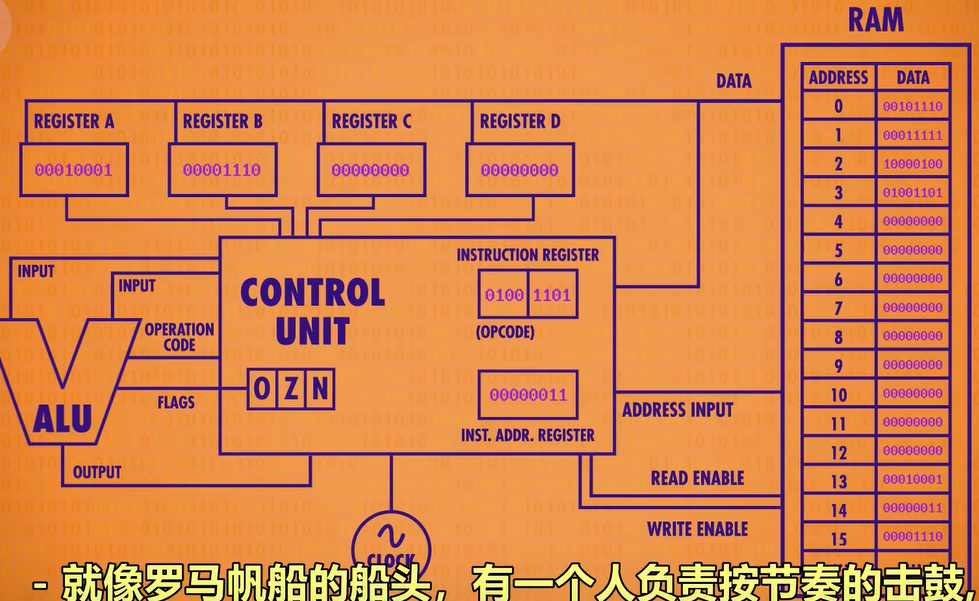 RAM
DATA
ADDRESS DATA
0 00101110
1 00011111
2 10000100
3 01001101
4 00000000
5 00000000
6 00000000
7 00000000
8 00000000
9 00000000
10 00000000
11 00000000
12 00000000
13 00010001
14 00000011
15 00001110
REGISTER A
00010001
REGISTER B
00001110
REGISTER C
00000000
REGISTER D
00000000
INPUT
INPUT
OPERATION
CODE
FLAGS
ALU
OUTPUT
CONTROL
UNIT
O Z N
INSTRUCTION REGISTER
0100 1101
(OPCODE)
00000011
INST. ADDR. REGISTER
ADDRESS INPUT
READ ENABLE
WRITE ENABLE
CLOCK
- 就像罗马帆船的船头，有一个人负责按节奏的击鼓,